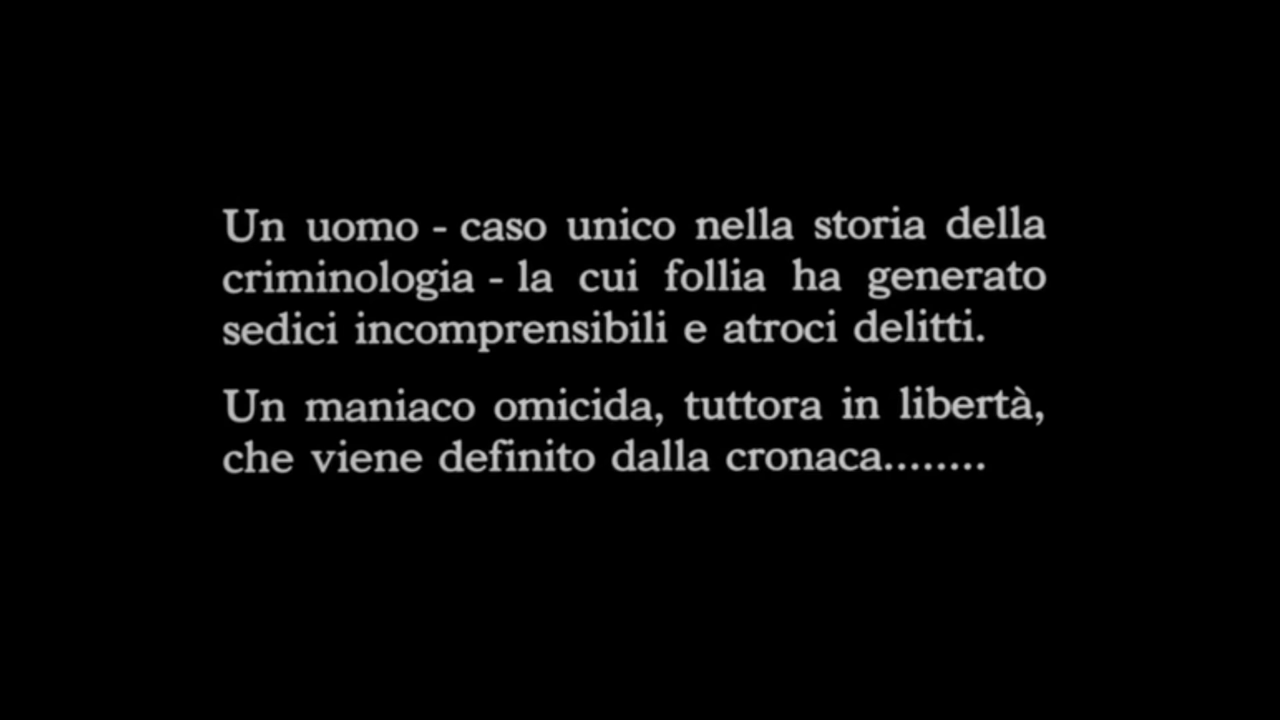 Un uomo - caso unico nella storia della
criminologia - la cui follia ha generato
sedici incomprensibili e atroci delitti.
Un maniaco omicida, tuttora in libertà,
che viene definito dalla cronaca........